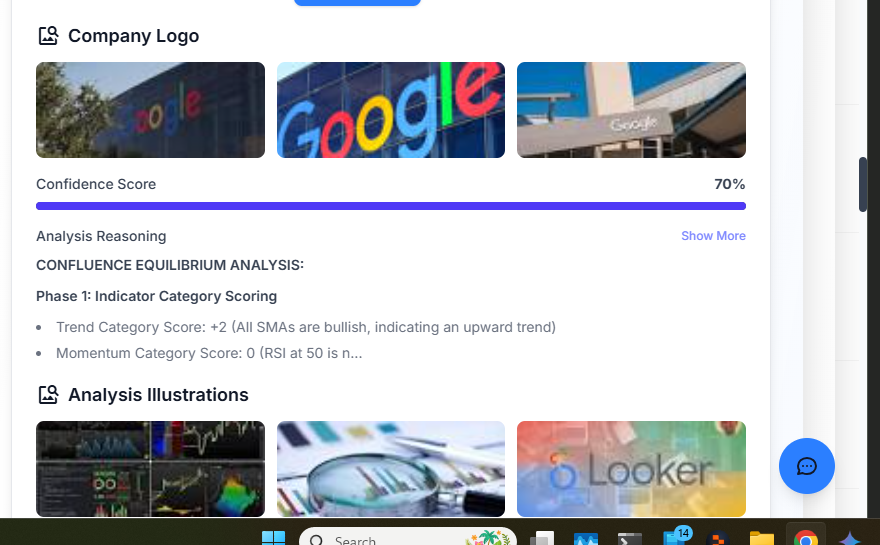 Company Logo
Google
Google
Google
Confidence Score
70%
Analysis Reasoning
Show More
CONFLUENCE EQUILIBRIUM ANALYSIS:
Phase 1: Indicator Category Scoring
• Trend Category Score: +2 (All SMAs are bullish, indicating an upward trend)
• Momentum Category Score: 0 (RSI at 50 is n...
Analysis Illustrations
Looker
14
Search